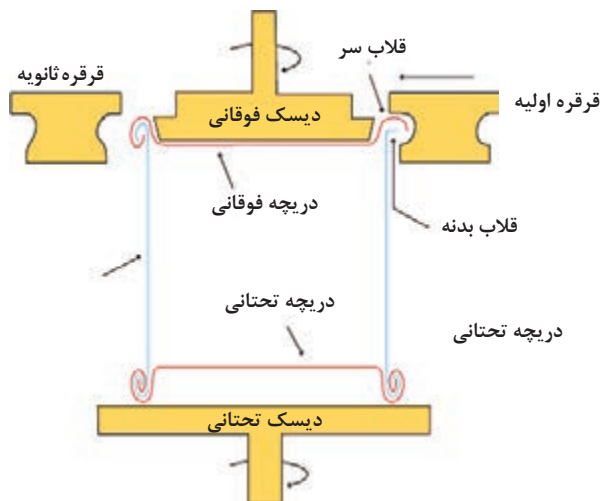 قلاب سر
قرقره ثانویه
قرقره اولیه
دیسک فوقانی
دریچه فوقانی
قلاب بدنه
دریچه تحتانی
دریچه تحتانی
دیسک تحتانی